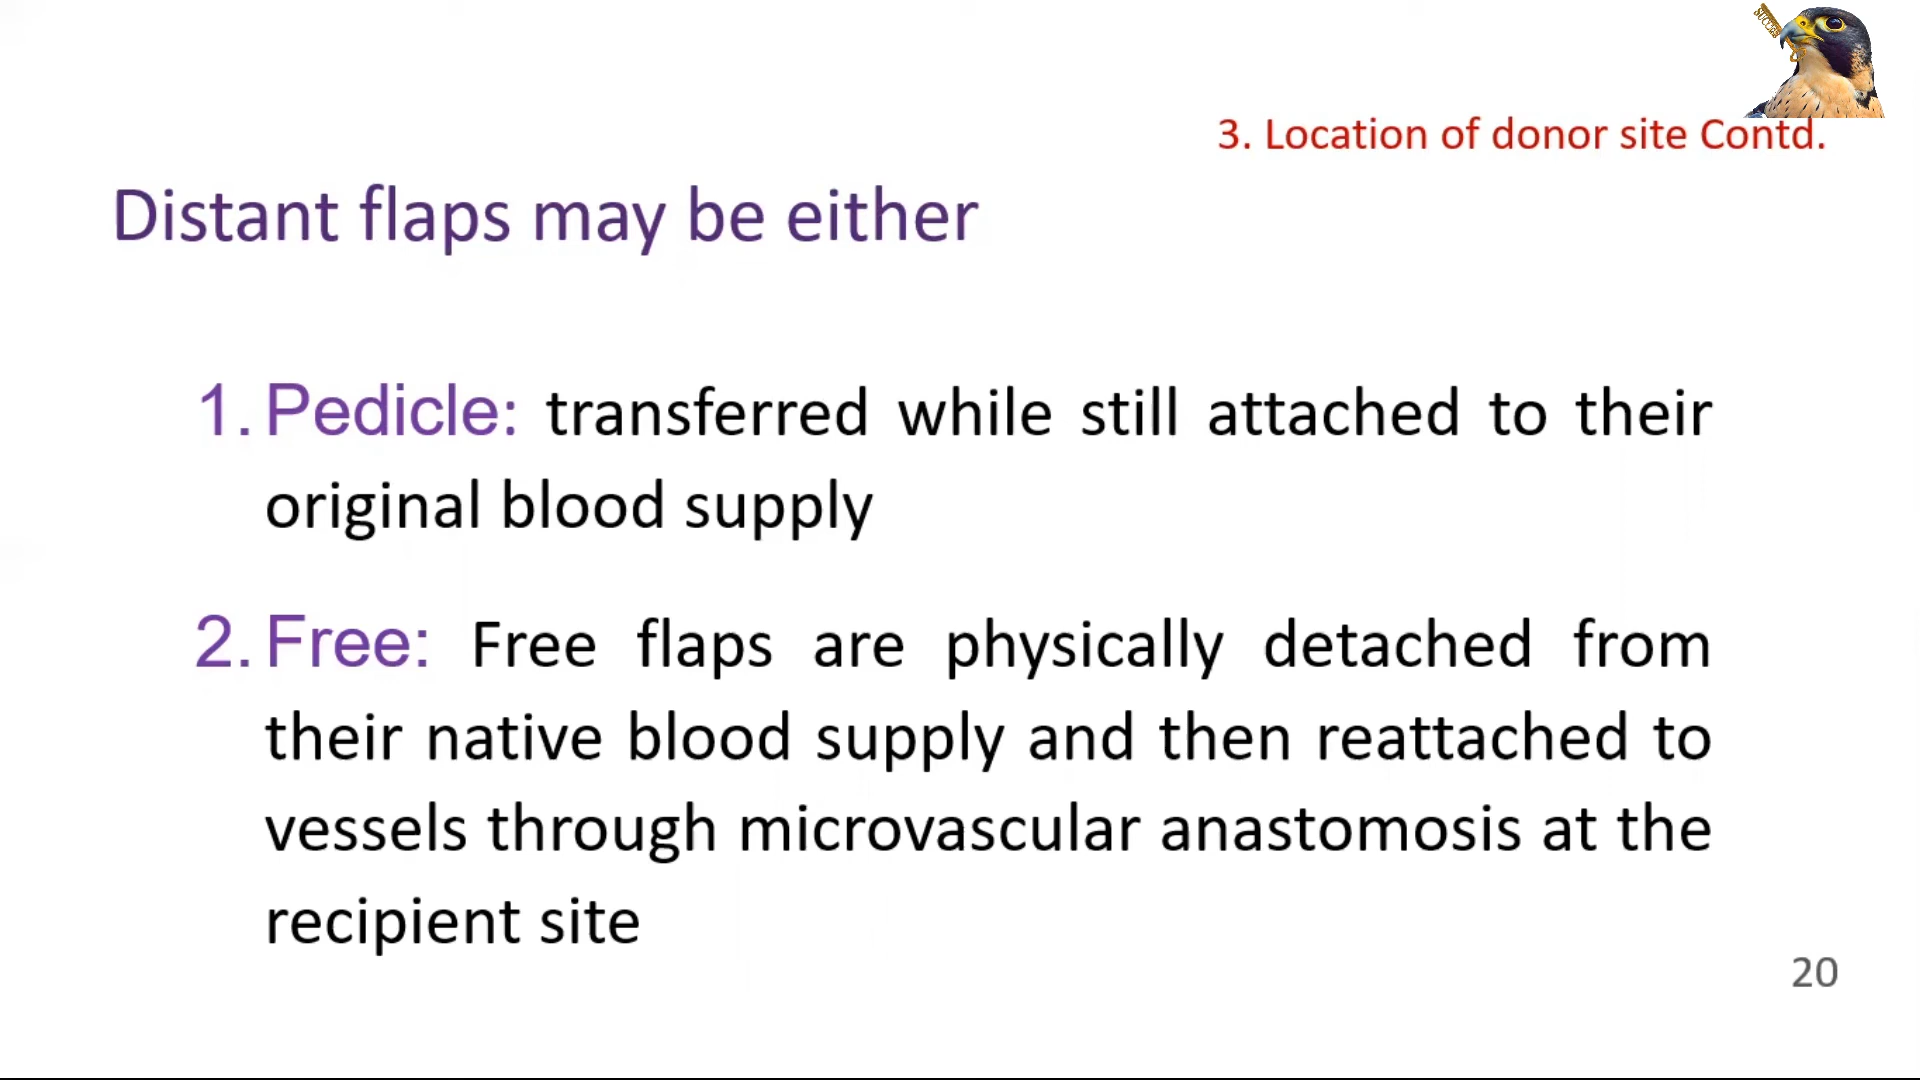 SUCCESS
3. Location of donor site Contd.
Distant flaps may be either
1. Pedicle: transferred while still attached to their
original blood supply
2. Free: Free flaps are physically detached from
their native blood supply and then reattached to
vessels through microvascular anastomosis at the
recipient site
20